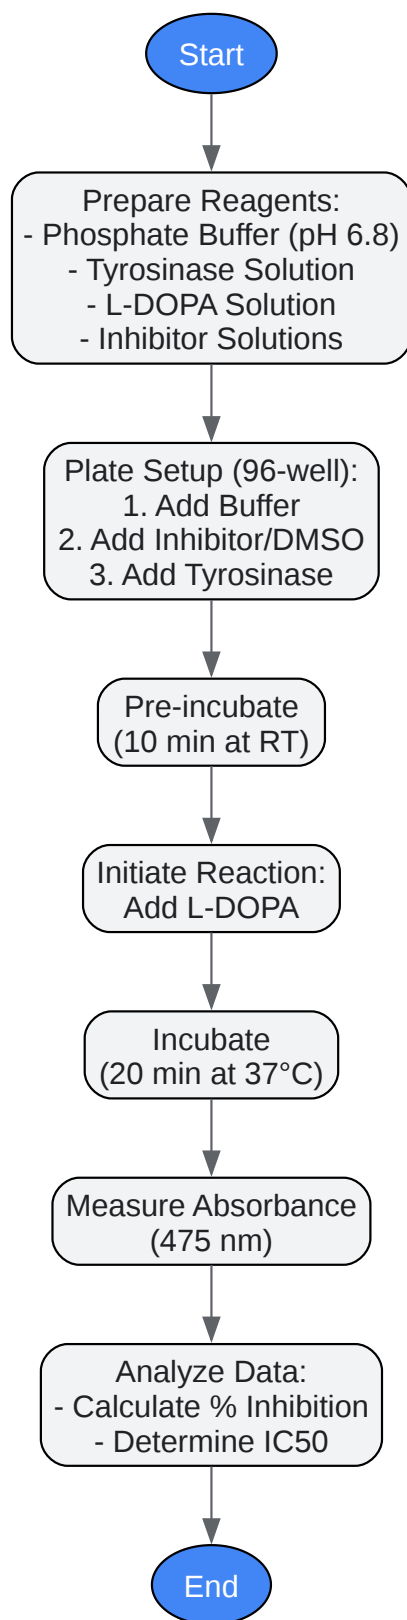 Start
Prepare Reagents:
- Phosphate Buffer (pH 6.8)
- Tyrosinase Solution
- L-DOPA Solution
- Inhibitor Solutions
Plate Setup (96-well):
1. Add Buffer
2. Add Inhibitor/DMSO
3. Add Tyrosinase
Pre-incubate
(10 min at RT)
Initiate Reaction:
Add L-DOPA
Incubate
(20 min at 37°C)
Measure Absorbance
(475 nm)
Analyze Data:
- Calculate % Inhibition
- Determine IC50
End